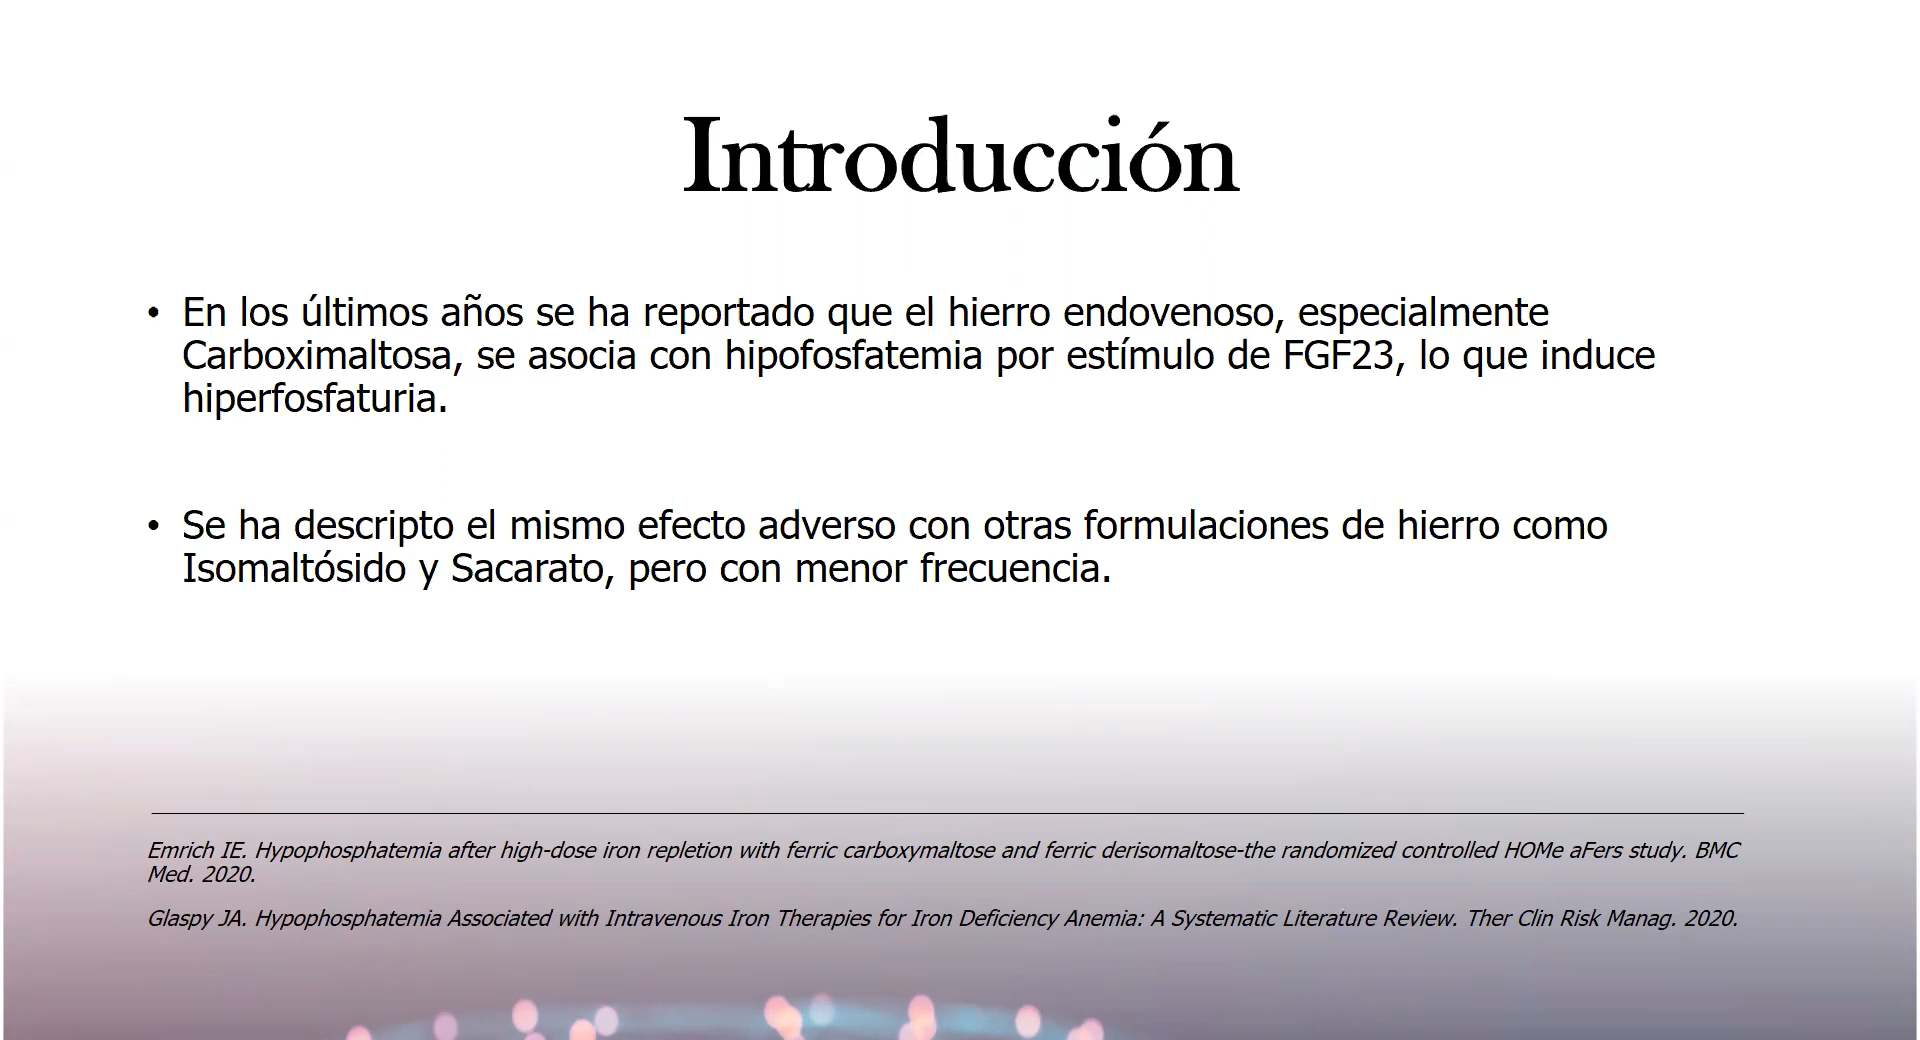 Introducción
• En los últimos años se ha reportado que el hierro endovenoso, especialmente
Carboximaltosa, se asocia con hipofosfatemia por estímulo de FGF23, lo que induce
hiperfosfaturia.
• Se ha descripto el mismo efecto adverso con otras formulaciones de hierro como
Isomaltósido y Sacarato, pero con menor frecuencia.
Emrich IE. Hypophosphatemia after high-dose iron repletion with ferric carboxymaltose and ferric derisomaltose-the randomized controlled HOMe aFers study. BMC
Med. 2020.
Glaspy JA. Hypophosphatemia Associated with Intravenous Iron Therapies for Iron Deficiency Anemia: A Systematic Literature Review. Ther Clin Risk Manag. 2020.